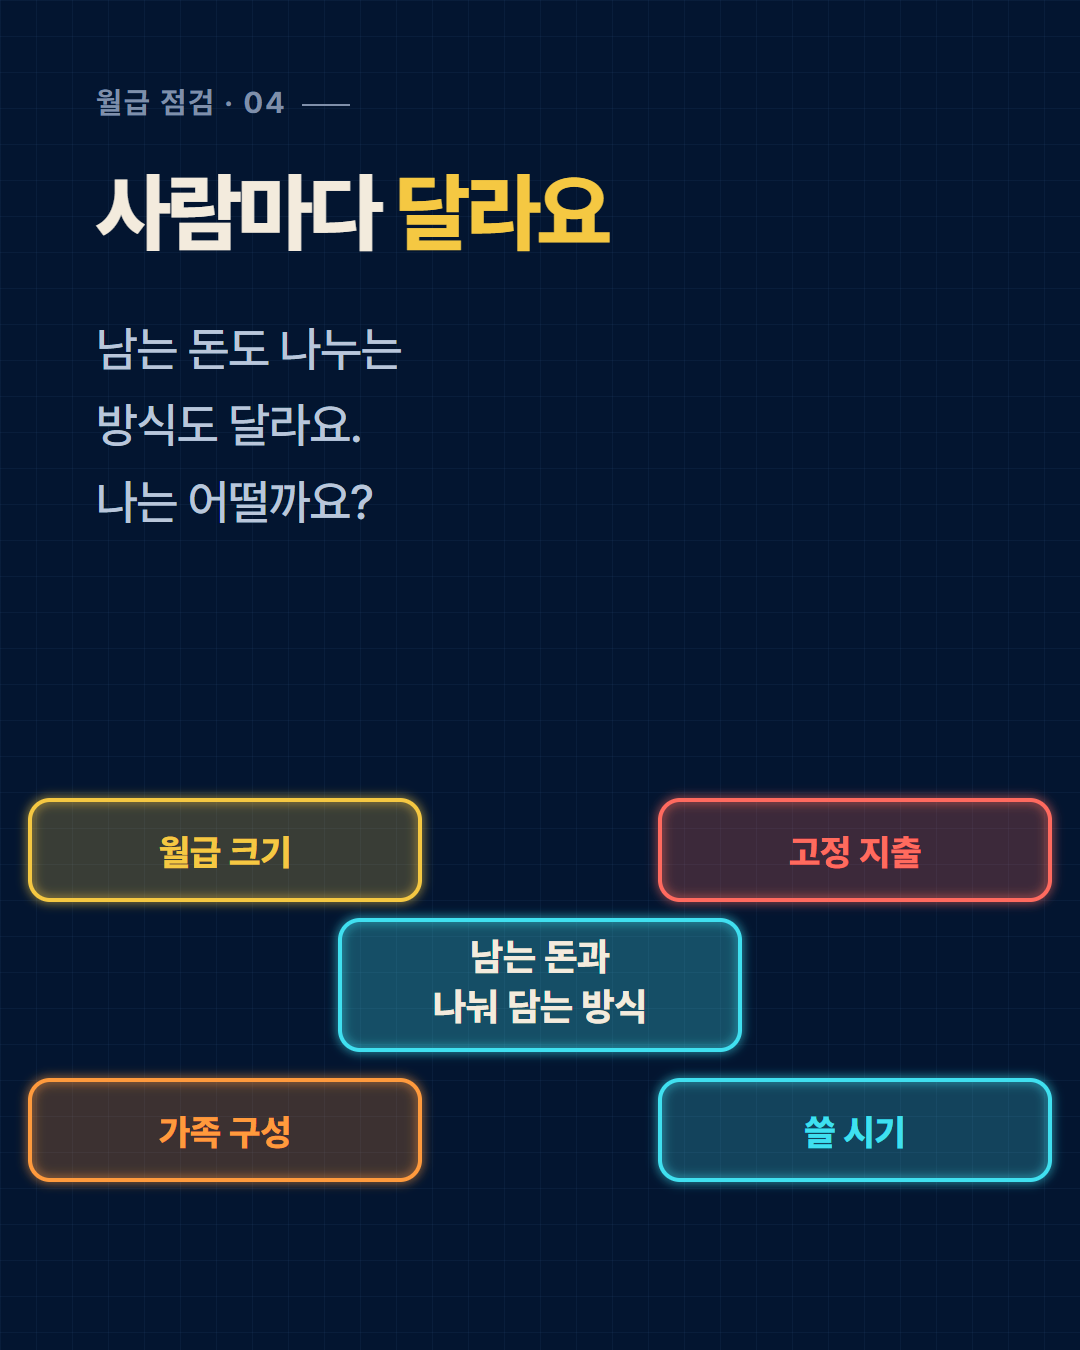 월급 점검 · 04
사람마다 달라요
남는 돈도 나누는
방식도 달라요.
나는 어떨까요?
월급 크기
고정 지출
남는 돈과
나눠 담는 방식
가족 구성
쓸 시기